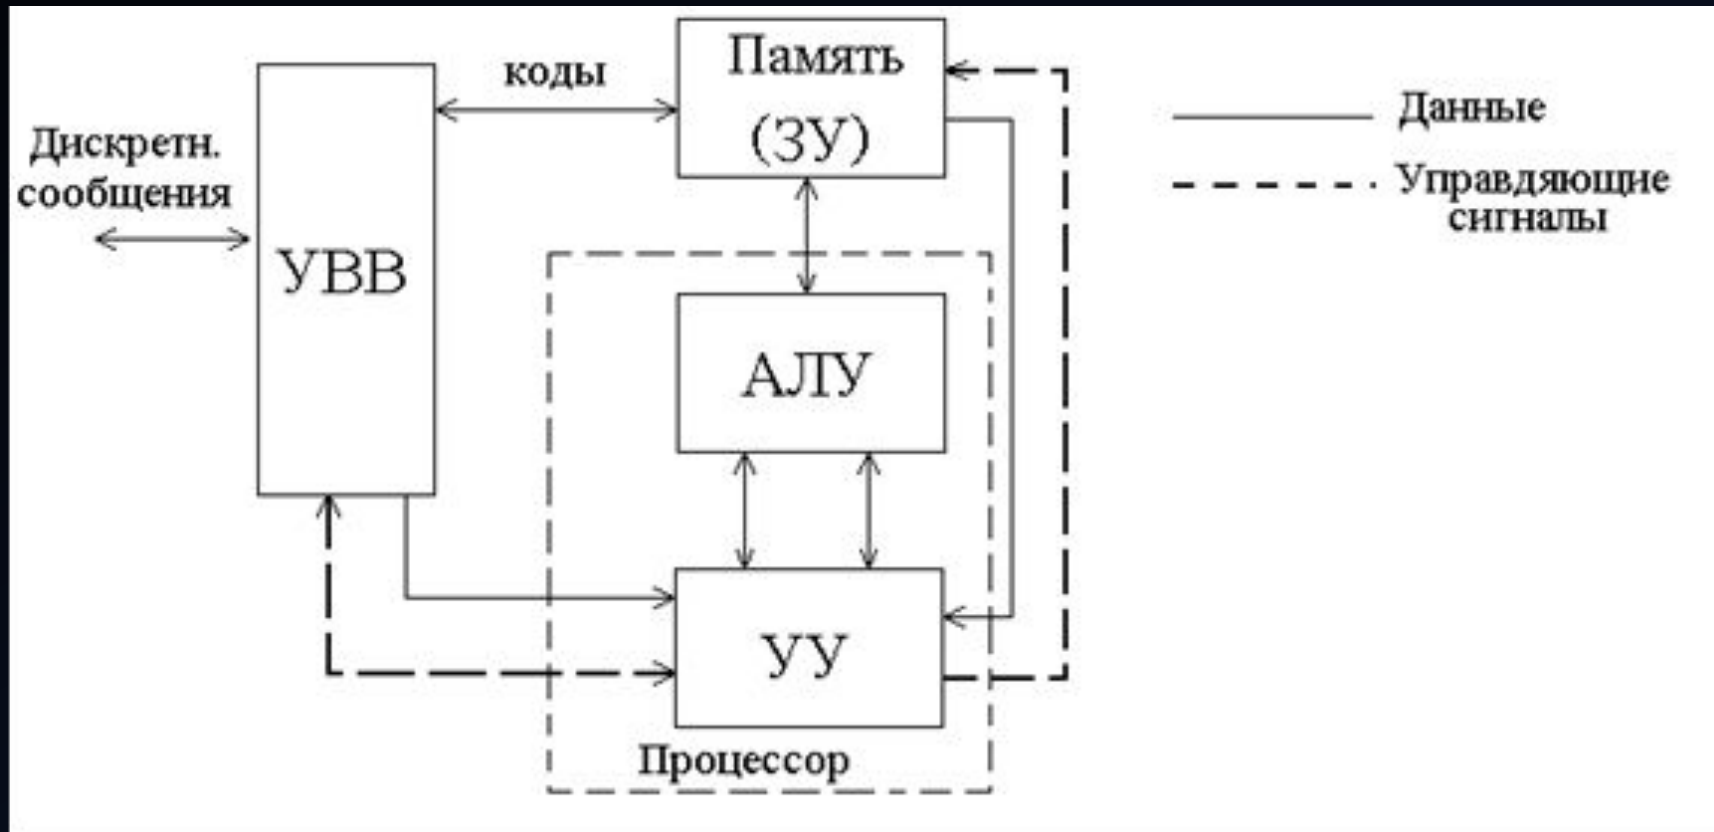 Дискретн.
сообщения
УВВ
коды
Память
(ЗУ)
АЛУ
УУ
Процессор
Данные
Управдяющие
сигналы